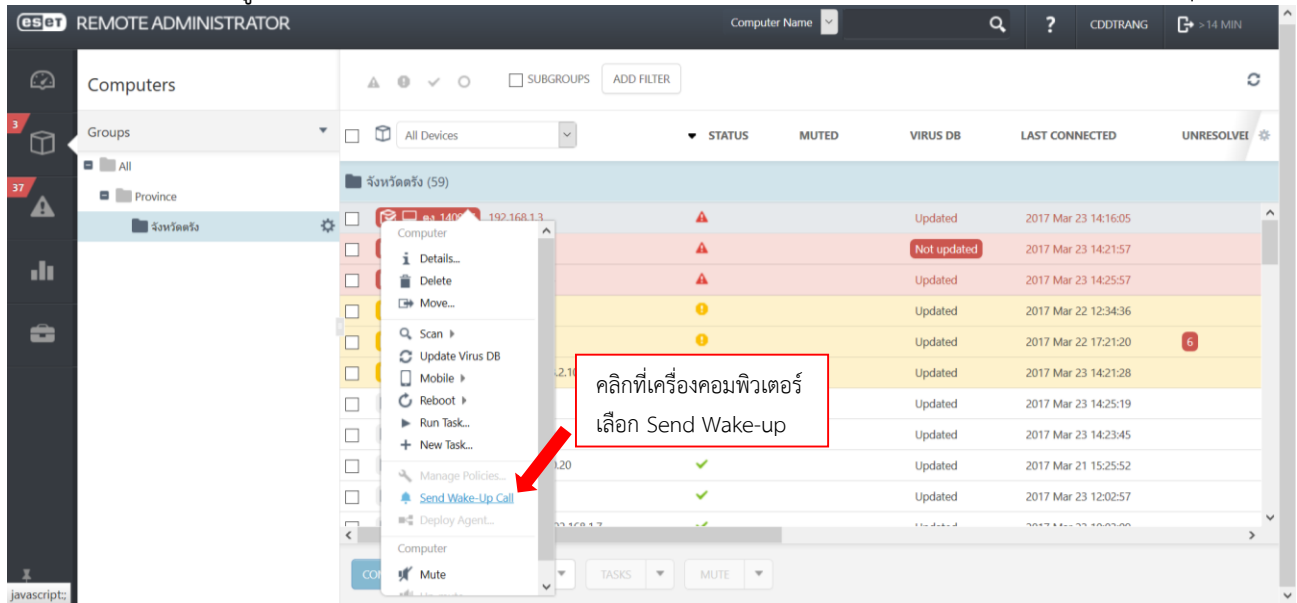 eset REMOTE ADMINISTRATOR
Computer Name
?
CDDTRANG
>14 MIN
Computers
SUBGROUPS
ADD FILTER
3
Groups
All Devices
STATUS
MUTED
VIRUS DB
LAST CONNECTED
All
จังหวัดตรัง (59)
37
Province
จังหวัดตรัง
192.168.1.3
Updated
2017 Mar 23 14:16:05
Computer
Details...
Not updated
2017 Mar 23 14:21:57
Delete
Updated
2017 Mar 23 14:25:57
Move...
Updated
2017 Mar 22 12:34:36
Scan
Updated
2017 Mar 22 17:21:20
6
Update Virus DB
Mobile
Updated
2017 Mar 23 14:21:28
Reboot
Updated
2017 Mar 23 14:25:19
Run Task...
New Task...
Updated
2017 Mar 23 14:23:45
คลิกที่เครื่องคอมพิวเตอร์
เลือก Send Wake-up
Manage Policies...
Updated
2017 Mar 21 15:25:52
Send Wake-Up Call
Updated
2017 Mar 23 12:02:57
Deploy Agent...
Computer
Mute
TASKS
MUTE
javascript:;